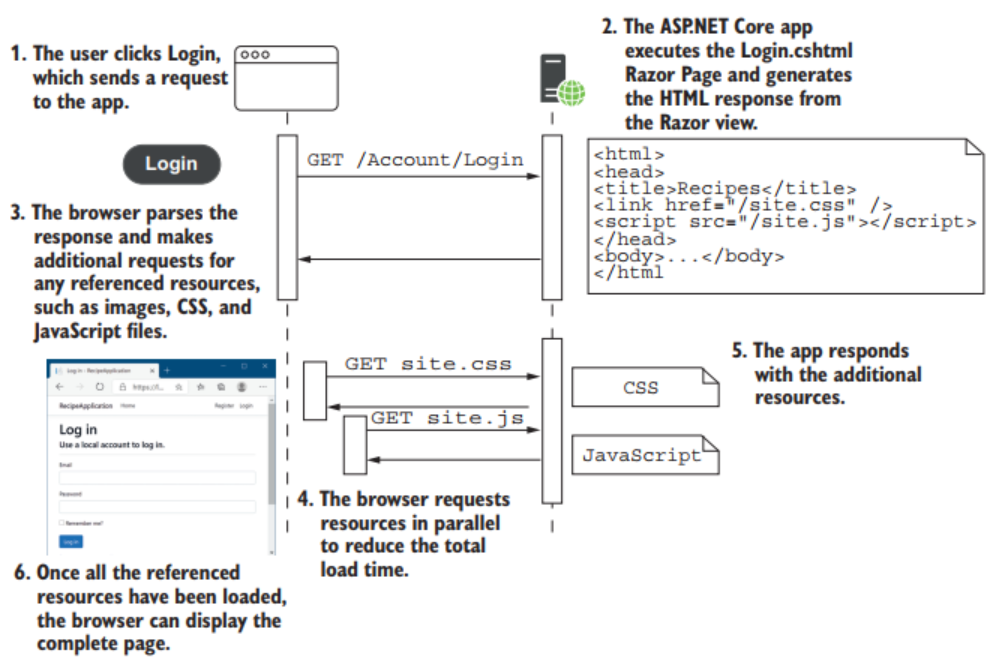 1. The user clicks Login,
which sends a request
to the app.
2. The ASP.NET Core app
executes the Login.cshtml
Razor Page and generates
the HTML response from
the Razor view.
Login
GET /Account/Login
<html>
<head>
<title>Recipes</title>
<link href="/site.css" />
<script src="/site.js"></script>
</head>
<body>...</body>
</html
3. The browser parses the
response and makes
additional requests for
any referenced resources,
such as images, CSS, and
JavaScript files.
GET site.css
CSS
GET site.js
JavaScript
5. The app responds
with the additional
resources.
Log in - RecipeApplication
https://l...
RecipeApplication Home Register Login
Log in
Use a local account to log in.
Email
Password
Remember me?
Log in
4. The browser requests
resources in parallel
to reduce the total
load time.
6. Once all the referenced
resources have been loaded,
the browser can display the
complete page.